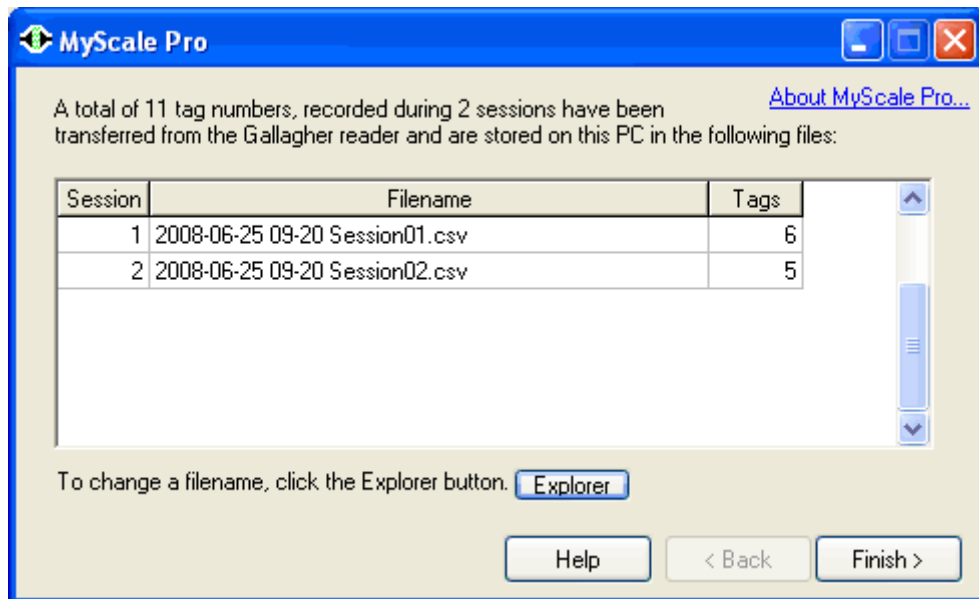 MyScale Pro
About MyScale Pro...
A total of 11 tag numbers, recorded during 2 sessions have been
transferred from the Gallagher reader and are stored on this PC in the following files:
Session Filename Tags
1 2008-06-25 09-20 Session01.csv 6
2 2008-06-25 09-20 Session02.csv 5
To change a filename, click the Explorer button. Explorer
Help < Back Finish >